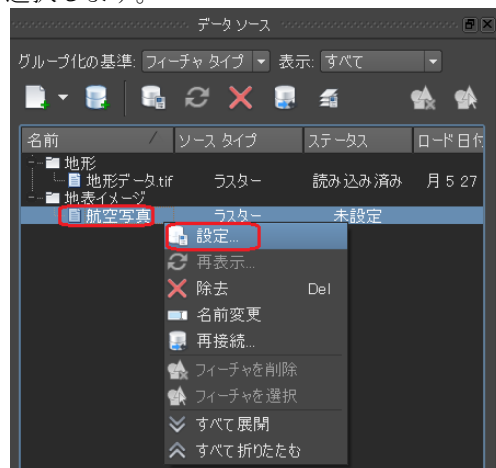 選択します。
データ ソース
グループ化の基準: フィーチャ タイプ 表示: すべて
名前 ソース タイプ ステータス ロード日付
地形
地形データ.tif ラスター 読み込み済み 月 5 27
地表イメージ
航空写真 ラスター 未設定
設定...
再表示...
除去 Del
名前変更
再接続...
フィーチャを削除
フィーチャを選択
すべて展開
すべて折りたたむ